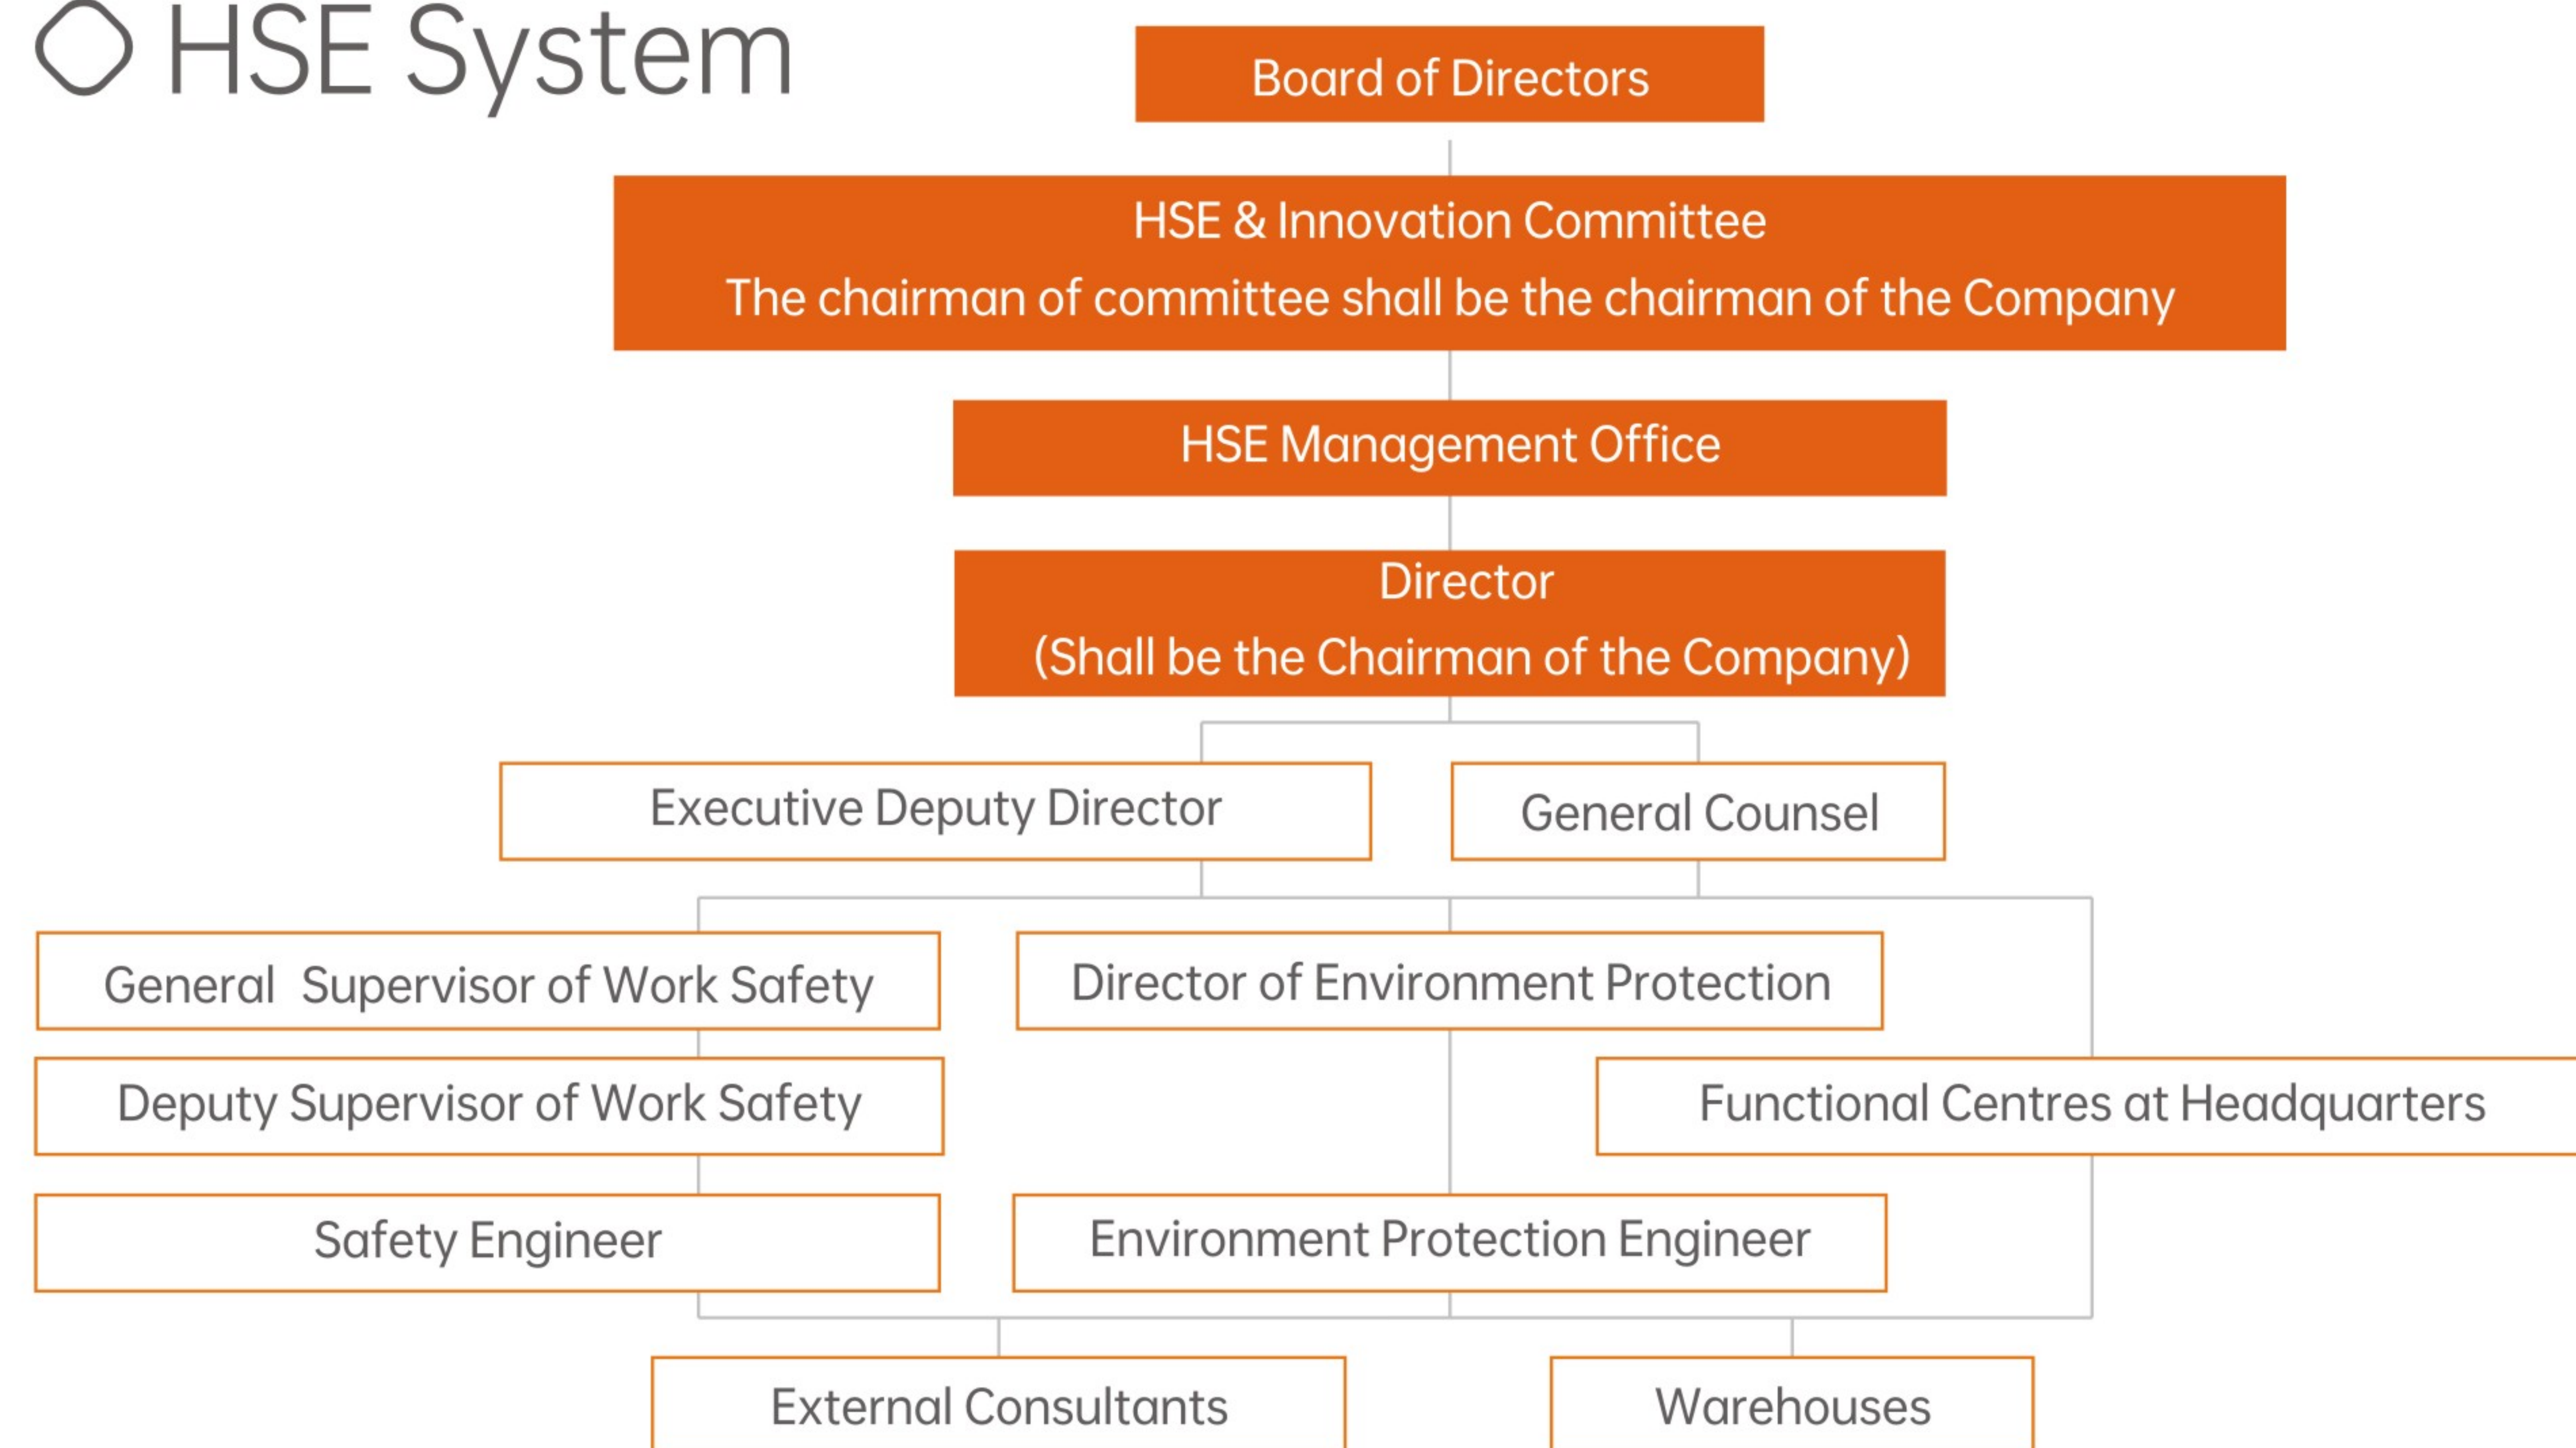 HSE System
Board of Directors
HSE & Innovation Committee
The chairman of committee shall be the chairman of the Company
HSE Management Office
Director
(Shall be the Chairman of the Company)
Executive Deputy Director
General Counsel
General Supervisor of Work Safety
Director of Environment Protection
Deputy Supervisor of Work Safety
Functional Centres at Headquarters
Safety Engineer
Environment Protection Engineer
External Consultants
Warehouses